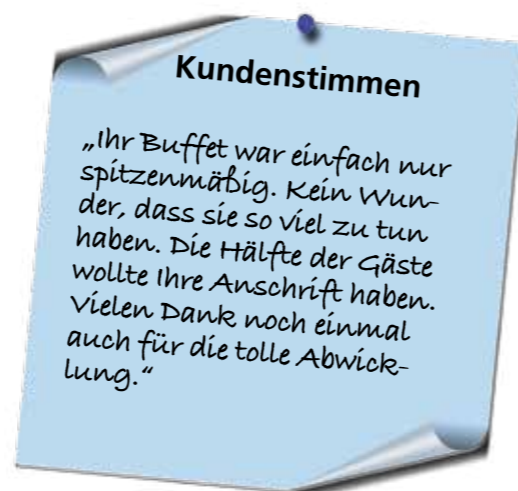 Kundenstimmen
„Ihr Buffet war einfach nur
spitzenmäßig. Kein Wun-
der, dass sie so viel zu tun
haben. Die Hälfte der Gäste
wollte Ihre Anschrift haben.
Vielen Dank noch einmal
auch für die tolle Abwick-
lung.“